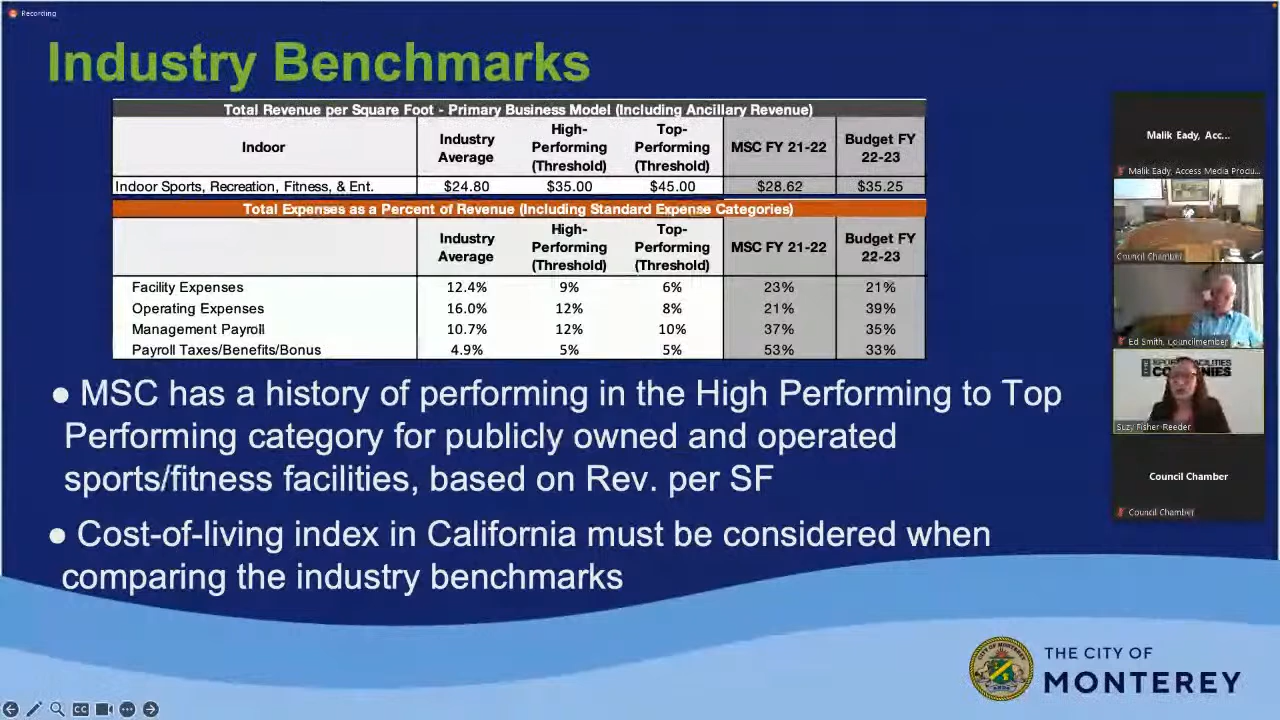 Recording
Industry Benchmarks
Total Revenue per Square Foot - Primary Business Model (Including Ancillary Revenue)
Indoor Industry Average High-Performing (Threshold) Top-Performing (Threshold) MSC FY 21-22 Budget FY 22-23
Indoor Sports, Recreation, Fitness, & Ent. $24.80 $35.00 $45.00 $28.62 $35.25
Total Expenses as a Percent of Revenue (Including Standard Expense Categories)
Industry Average High-Performing (Threshold) Top-Performing (Threshold) MSC FY 21-22 Budget FY 22-23
Facility Expenses 12.4% 9% 6% 23% 21%
Operating Expenses 16.0% 12% 8% 21% 39%
Management Payroll 10.7% 12% 10% 37% 35%
Payroll Taxes/Benefits/Bonus 4.9% 5% 5% 53% 33%
● MSC has a history of performing in the High Performing to Top
Performing category for publicly owned and operated
sports/fitness facilities, based on Rev. per SF
● Cost-of-living index in California must be considered when
comparing the industry benchmarks
Malik Eady, Acc...
Malik Eady, Access Media Produ...
Council Chamber
Ed Smith, Councilmember
COMPANIES
Suzy Fisher-Reeder
Council Chamber
Council Chamber
THE CITY OF
MONTEREY
CC